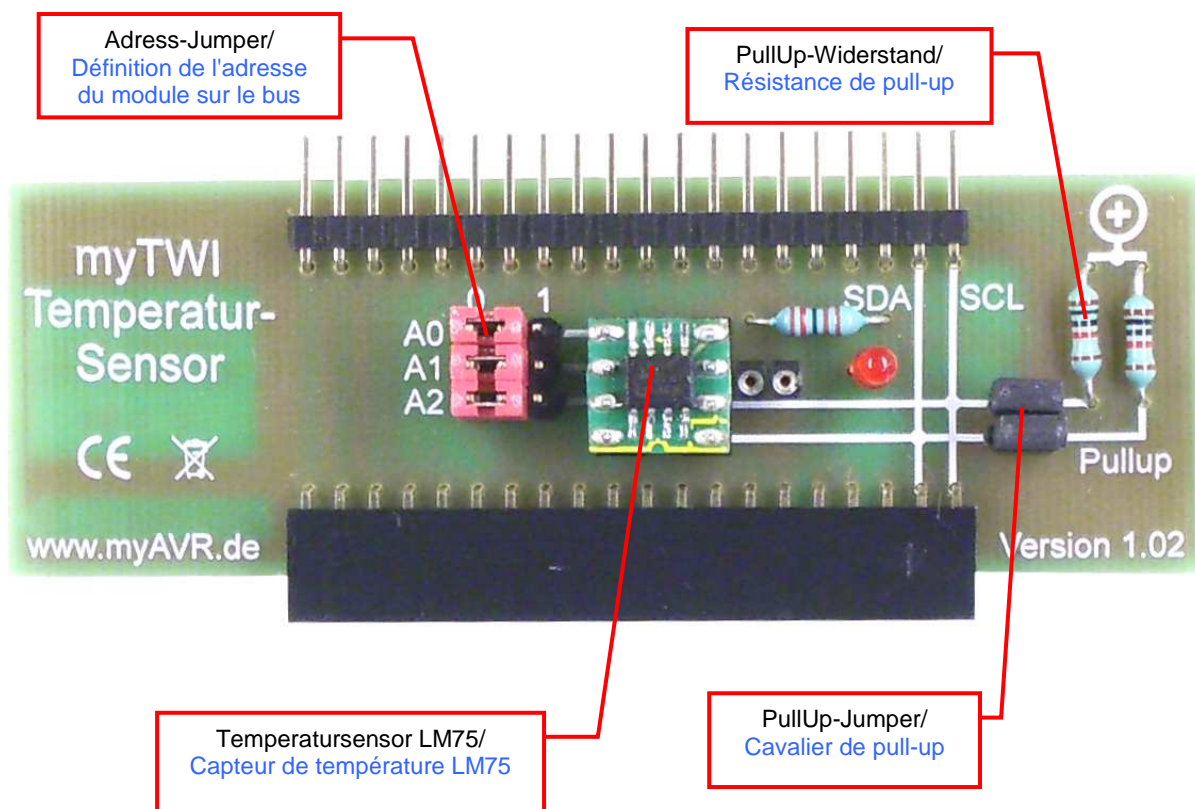 Adress-Jumper/
Définition de l'adresse
du module sur le bus
PullUp-Widerstand/
Résistance de pull-up
myTWI
Temperatur-
Sensor
0 1
A0
A1
A2
SDA SCL
Pullup
CE
www.myAVR.de
Version 1.02
Temperatursensor LM75/
Capteur de température LM75
PullUp-Jumper/
Cavalier de pull-up